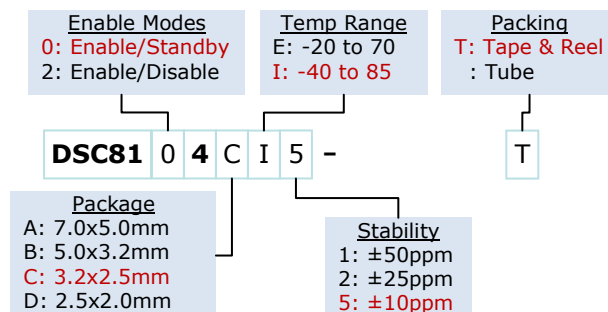 Enable Modes
0: Enable/Standby
2: Enable/Disable
Temp Range
E: -20 to 70
I: -40 to 85
Packing
T: Tape & Reel
: Tube
DSC81 0 4 C I 5 – T
Package
A: 7.0x5.0mm
B: 5.0x3.2mm
C: 3.2x2.5mm
D: 2.5x2.0mm
Stability
1: ±50ppm
2: ±25ppm
5: ±10ppm